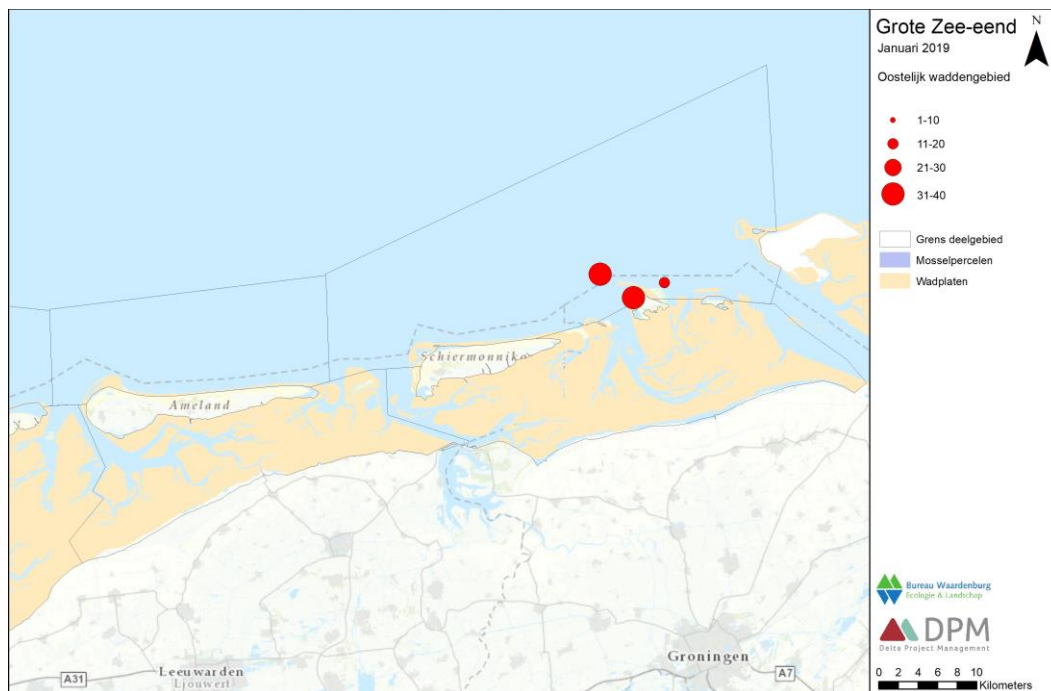 Grote Zee-eend
N
Januari 2019
Oostelijk waddengebied
1-10
11-20
21-30
31-40
Grens deelgebied
Mosselpercelen
Wadplaten
Schiermonniko
Ameland
Leeuwarden
Ljouwert
Groningen
A31
A7
Bureau Waardenburg
Ecologie & Landschap
DPM
Delta Project Management
0 2 4 6 8 10
Kilometers